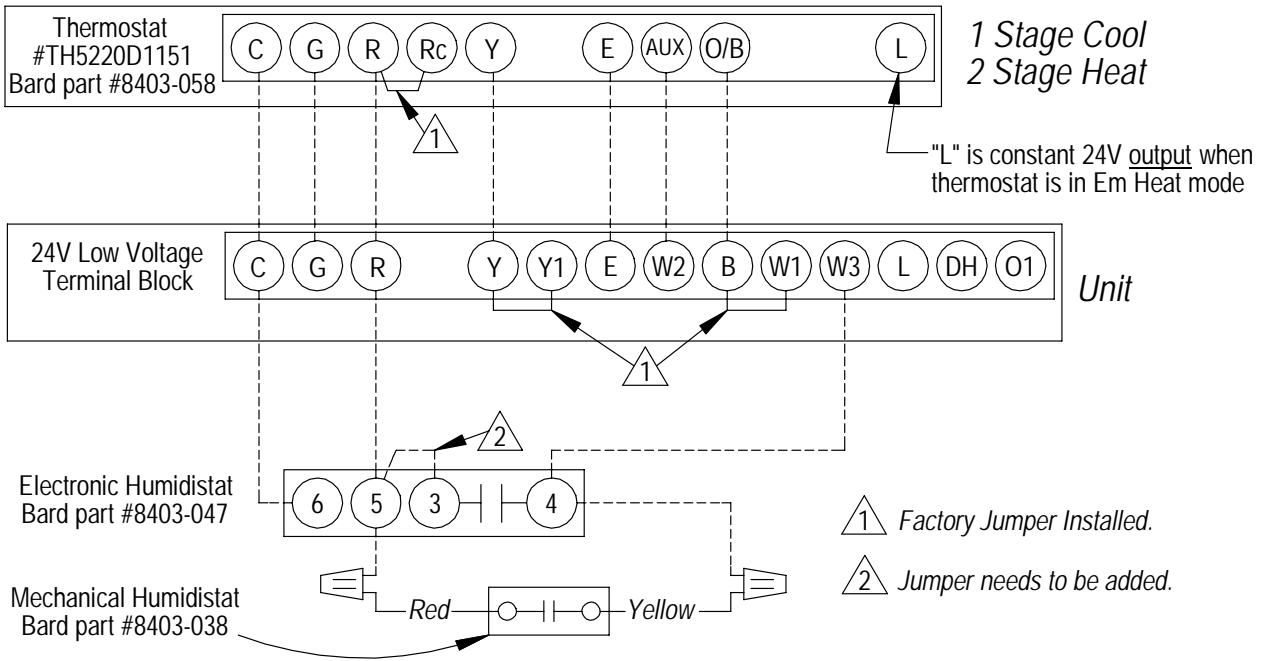 Thermostat
#TH5220D1151
Bard part #8403-058
C G R Rc Y E AUX O/B L
1 Stage Cool
2 Stage Heat
1
"L" is constant 24V output when
thermostat is in Em Heat mode
24V Low Voltage
Terminal Block
C G R Y Y1 E W2 B W1 W3 L DH O1
Unit
1
2
Electronic Humidistat
Bard part #8403-047
6 5 3 4
1 Factory Jumper Installed.
2 Jumper needs to be added.
Mechanical Humidistat
Bard part #8403-038
Red Yellow